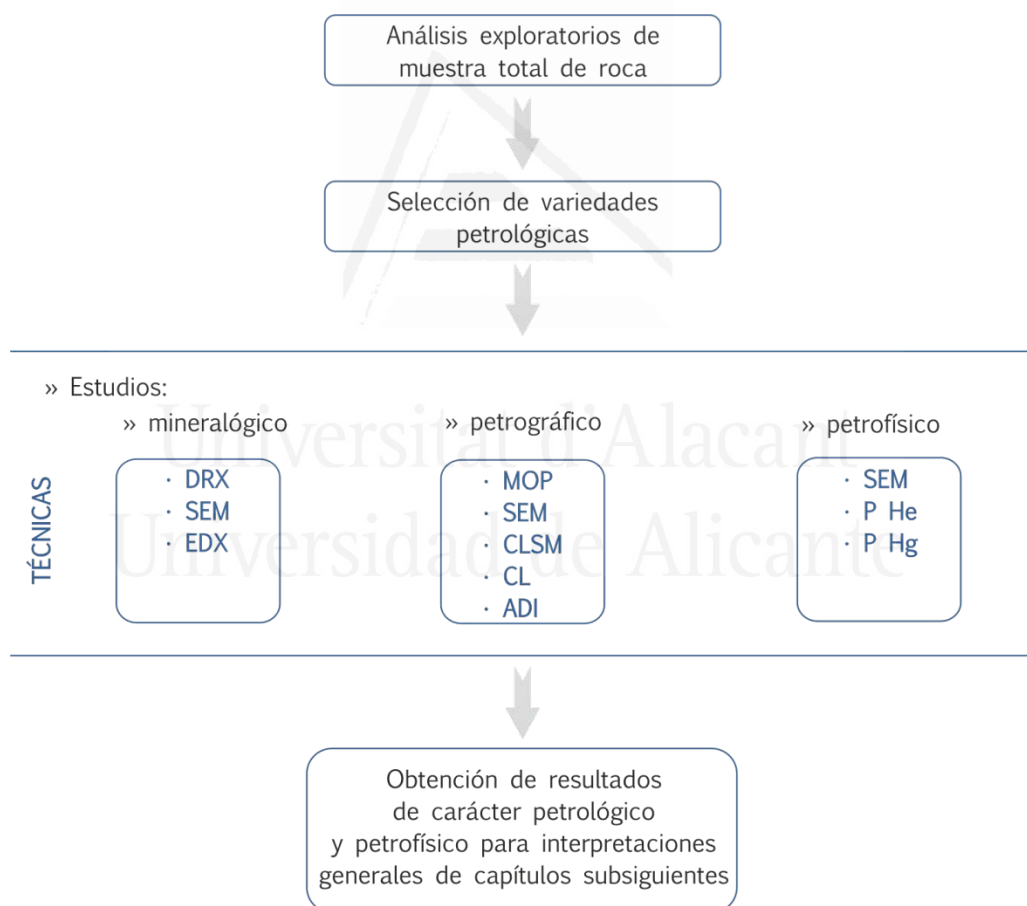 Análisis exploratorios de
muestra total de roca
Selección de variedades
petrológicas
» Estudios:
» mineralógico
» petrográfico
» petrofísico
TÉCNICAS
· DRX
· SEM
· EDX
· MOP
· SEM
· CLSM
· CL
· ADI
· SEM
· P He
· P Hg
Universitat d'Alacant
Universidad de Alicante
Obtención de resultados
de carácter petrológico
y petrofísico para interpretaciones
generales de capítulos subsiguientes